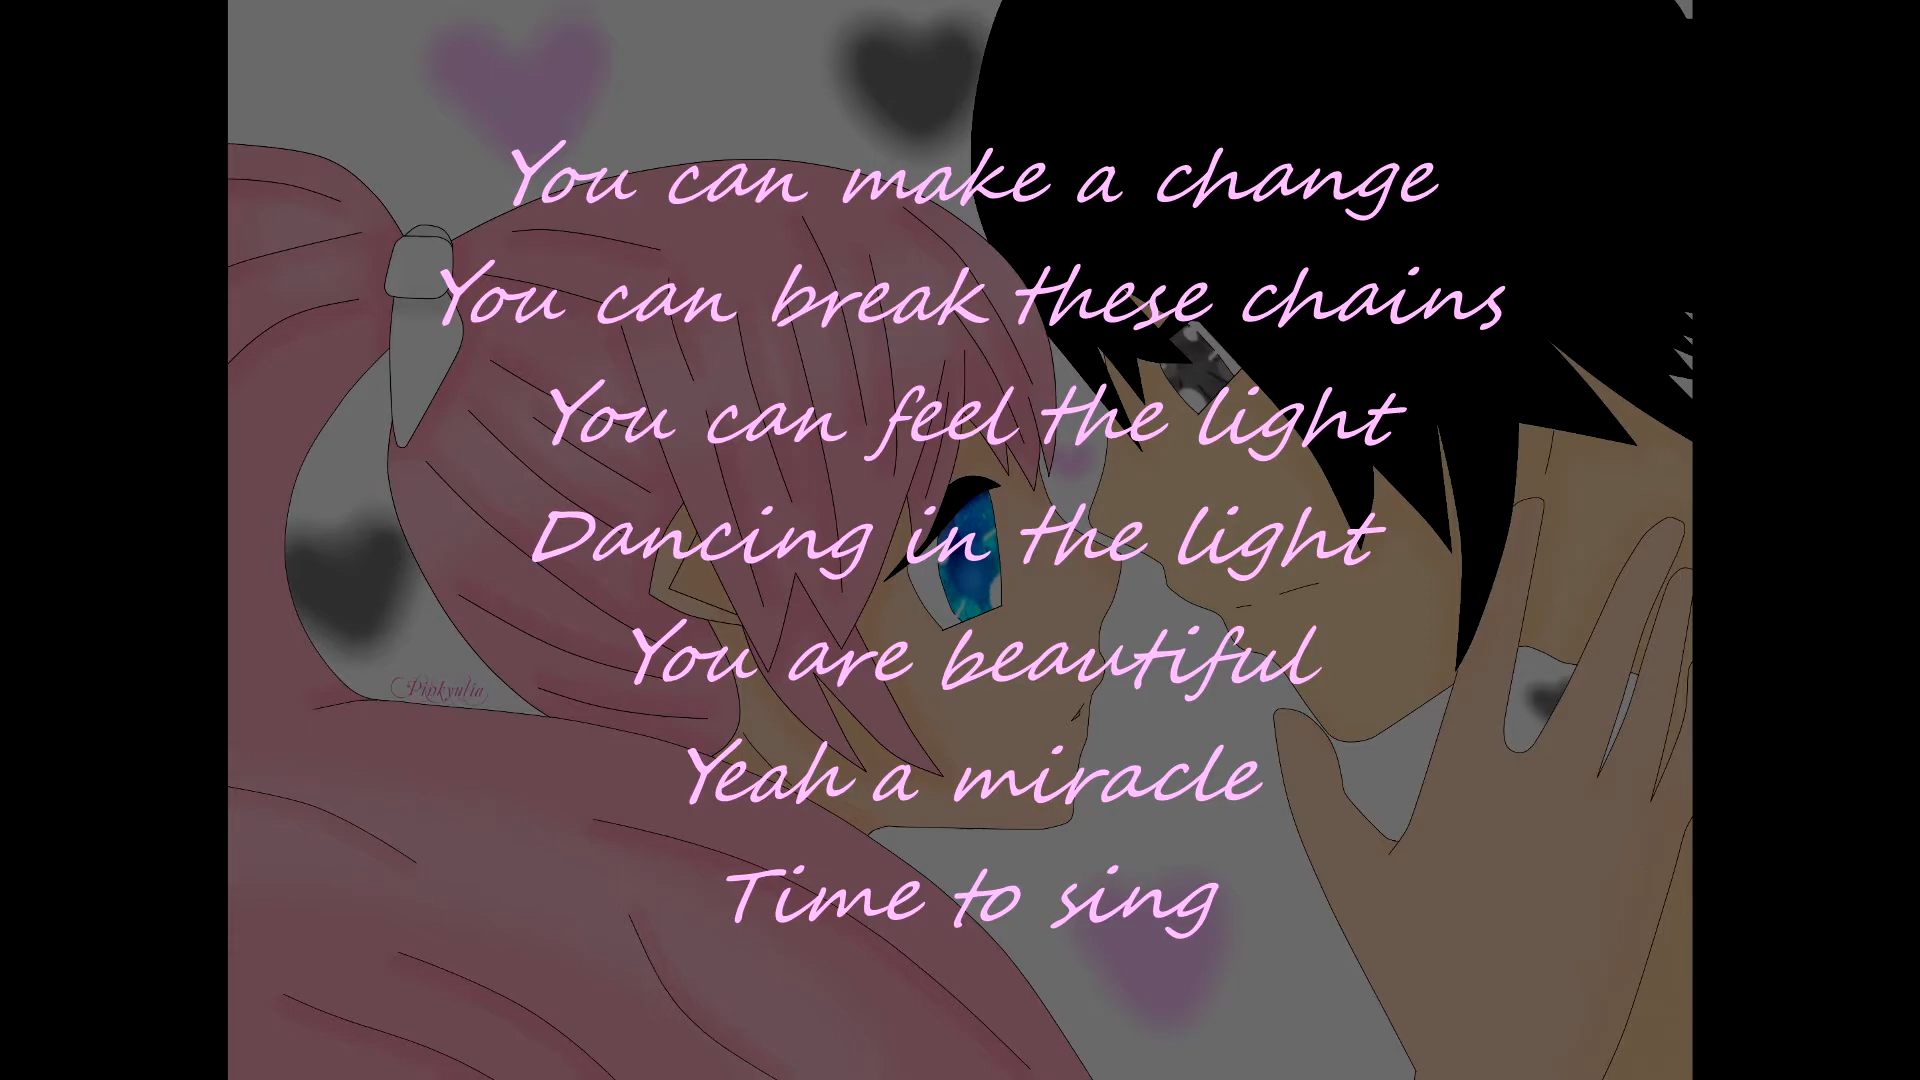 You can make a change
You can break these chains
You can feel the light
Dancing in the light
You are beautiful
Yeah a miracle
Time to sing
Pinkyulia